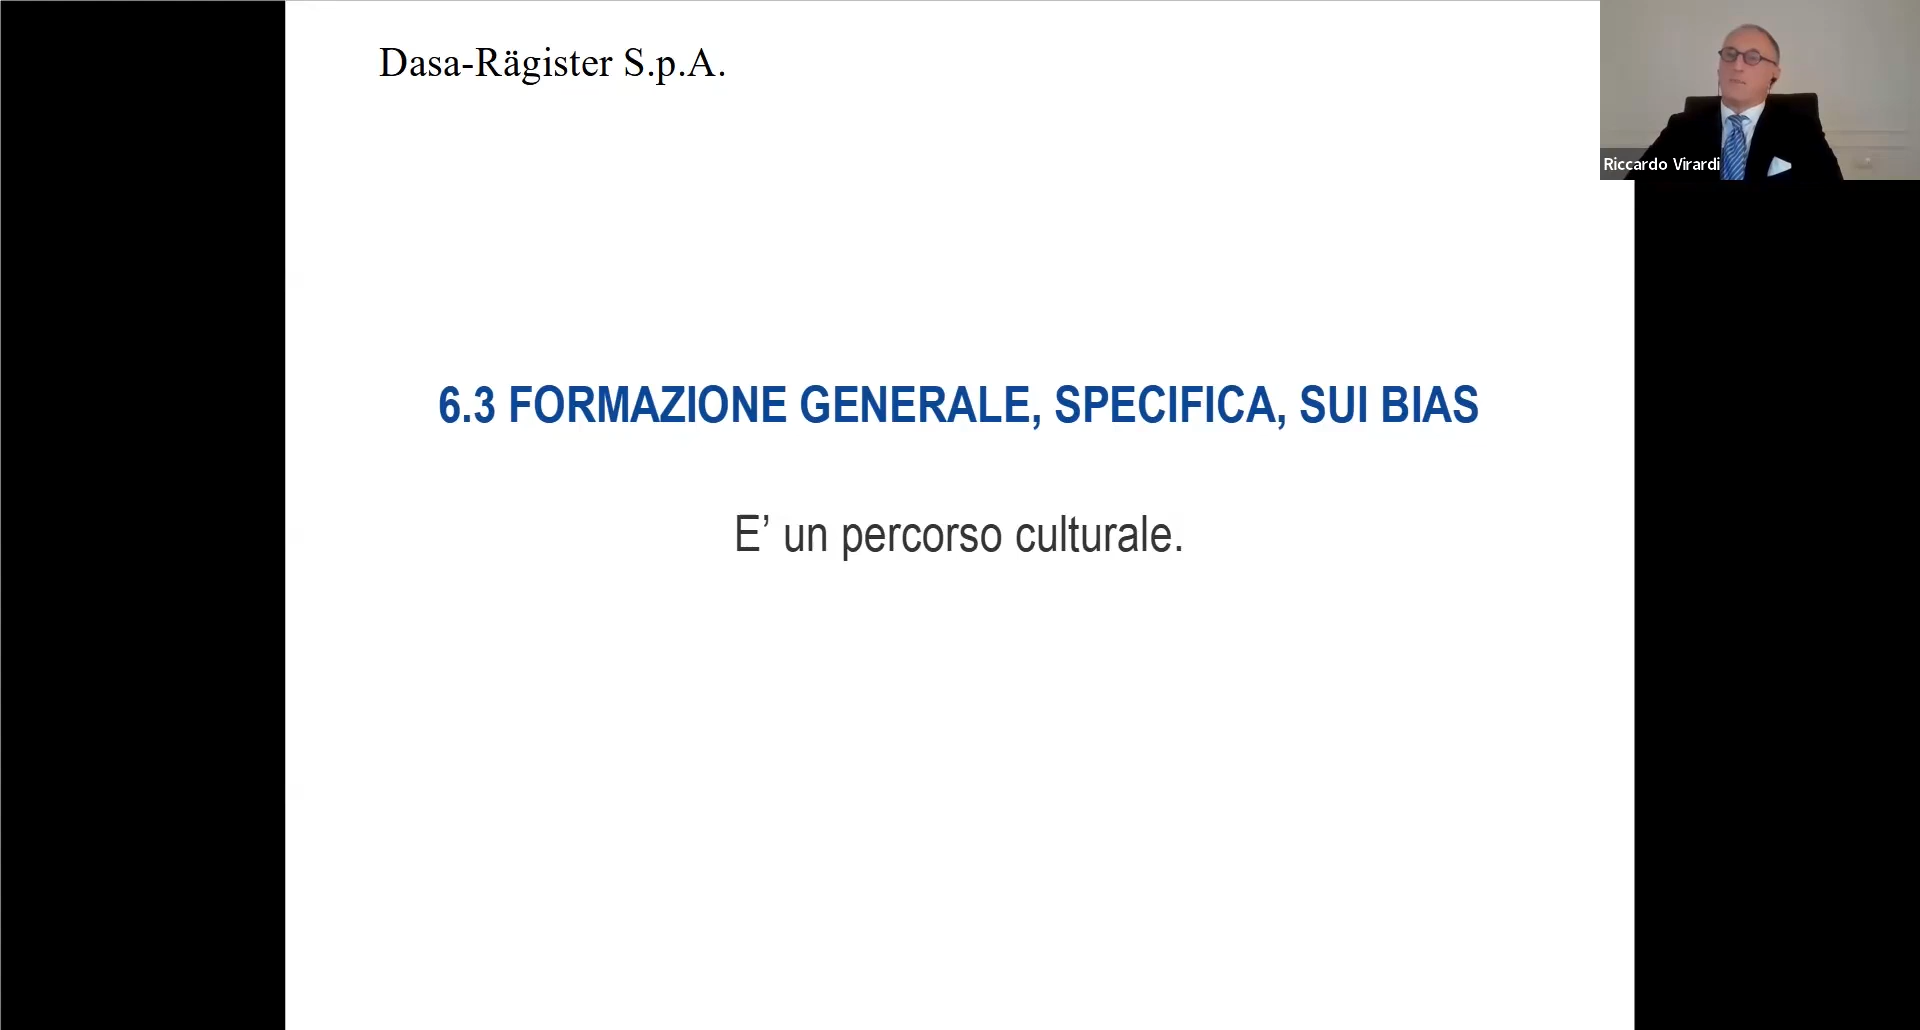 Dasa-Rägister S.p.A.
Riccardo Virardi
6.3 FORMAZIONE GENERALE, SPECIFICA, SUI BIAS
E’ un percorso culturale.